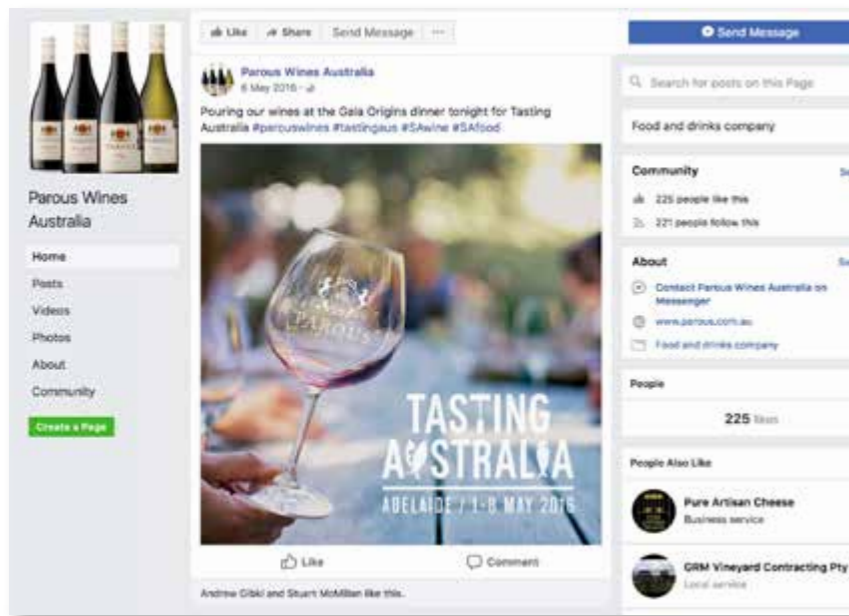 Parous Wines
Australia
Home
Posts
Videos
Photos
About
Community
Create a Page
Like Share Send Message ...
Parous Wines Australia
6 May 2016
Pouring our wines at the Gala Origins dinner tonight for Tasting
Australia #parouswines #tastingaus #SAwine #SAfood
PAROUS
TASTING
AUSTRALIA
ADELAIDE / 1-8 MAY 2016
Like Comment
Andrew Gibki and Stuart McMillan like this.
Send Message
Search for posts on this Page
Food and drinks company
Community
225 people like this
221 people follow this
About
Contact Parous Wines Australia on
Messenger
www.parous.com.au
Food and drinks company
People
225 likes
People Also Like
Pure Artisan Cheese
Business service
GRM Vineyard Contracting Pty
Local service